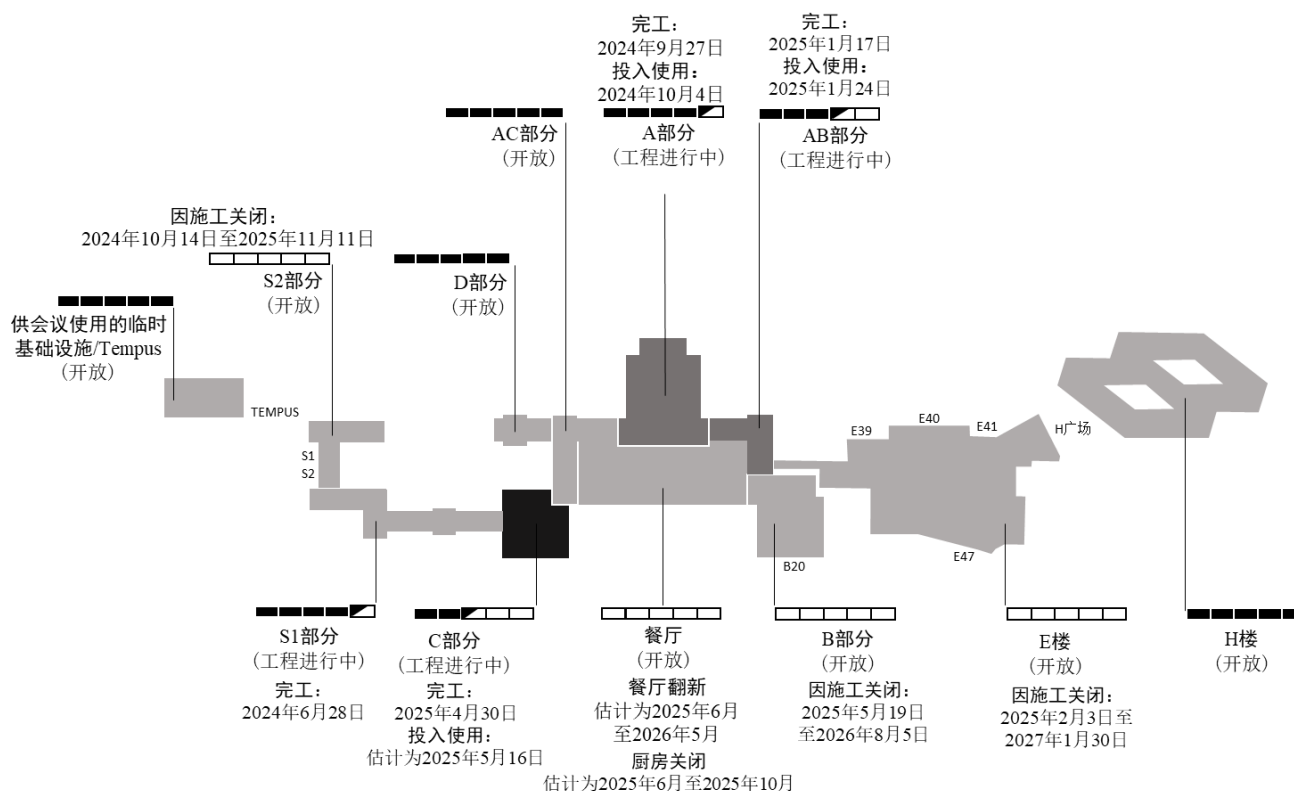 完工：
2024年9月27日
投入使用：
2024年10月4日
A部分
（工程进行中）
完工：
2025年1月17日
投入使用：
2025年1月24日
AB部分
（工程进行中）
AC部分
（开放）
因施工关闭：
2024年10月14日至2025年11月11日
S2部分
（开放）
D部分
（开放）
供会议使用的临时
基础设施/Tempus
（开放）
TEMPUS
S1
S2
E39
E40
E41
H广场
E47
B20
S1部分
（工程进行中）
完工：
2024年6月28日
C部分
（工程进行中）
完工：
2025年4月30日
投入使用：
估计为2025年5月16日
餐厅
（开放）
餐厅翻新
估计为2025年6月
至2026年5月
厨房关闭
估计为2025年6月至2025年10月
B部分
（开放）
因施工关闭：
2025年5月19日
至2026年8月5日
E楼
（开放）
因施工关闭：
2025年2月3日至
2027年1月30日
H楼
（开放）